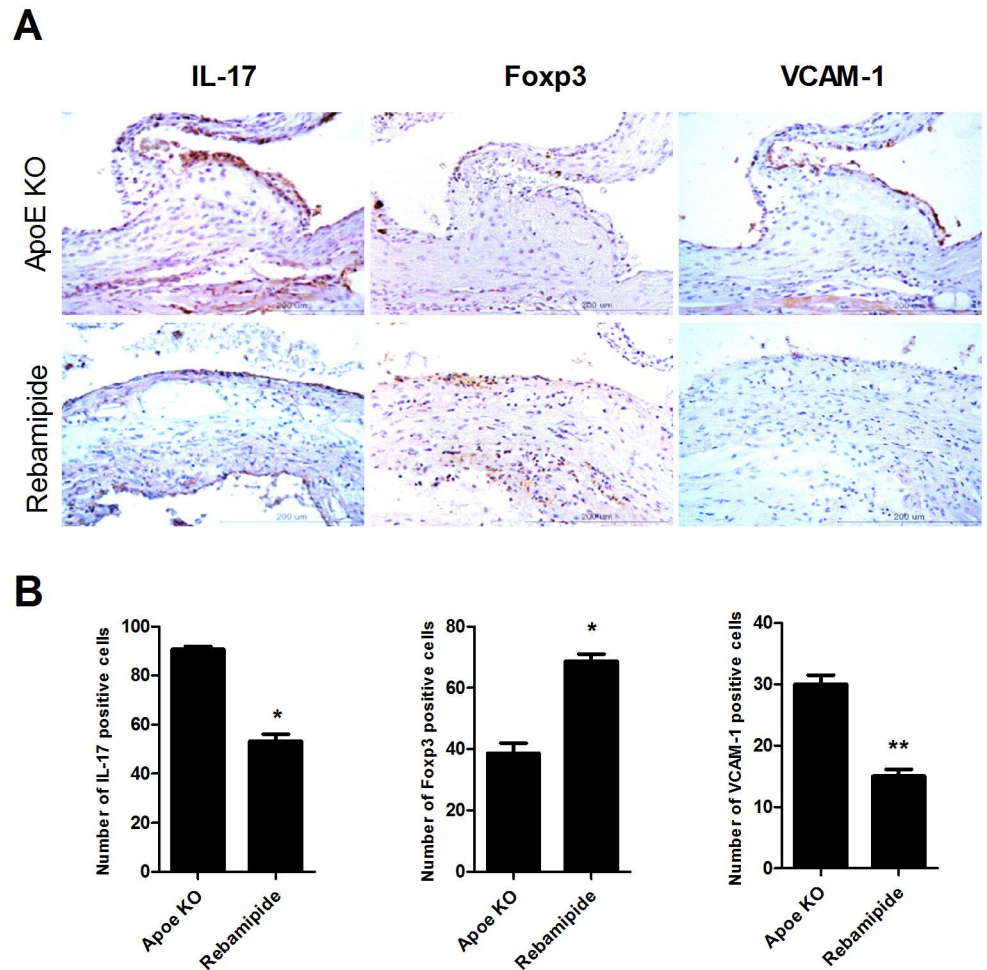 A
IL-17 Foxp3 VCAM-1
ApoE KO
200 um 200 um 200 um
Rebamipide
200 um 200 um 200 um
B
Number of IL-17 positive cells
100
80
60
40
20
0
*
Apoe KO
Rebamipide
Number of Foxp3 positive cells
80
60
40
20
0
*
Apoe KO
Rebamipide
Number of VCAM-1 positive cells
40
30
20
10
0
**
Apoe KO
Rebamipide